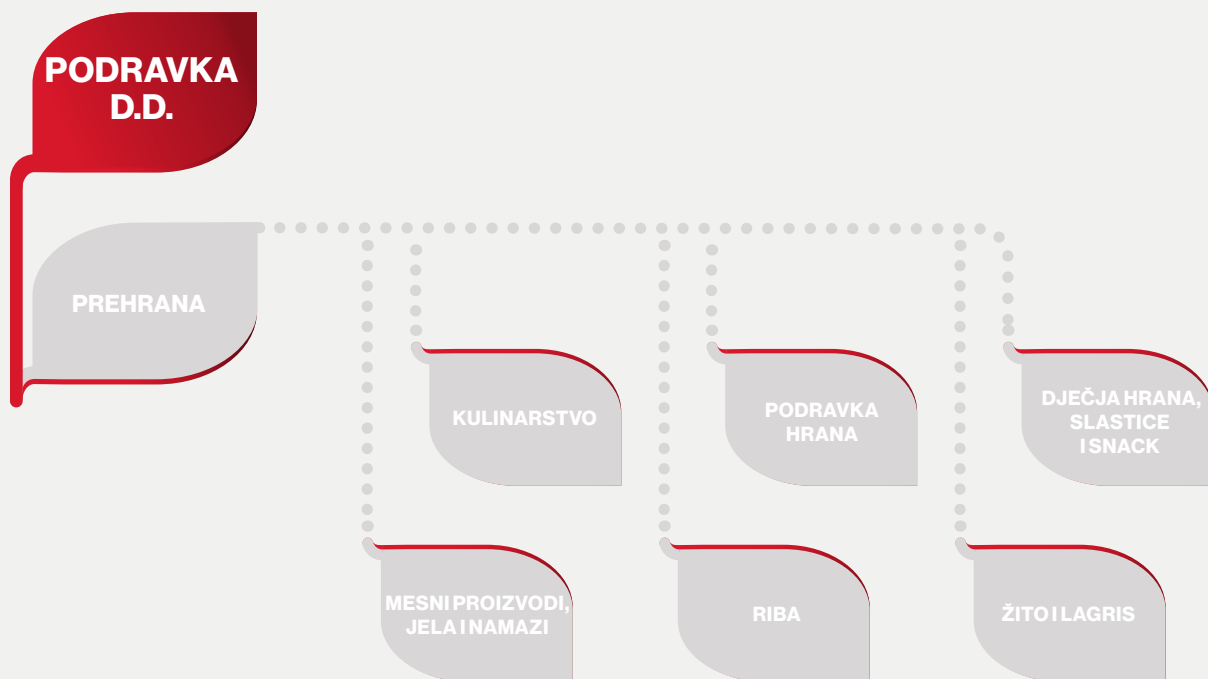 PODRAVKA
D.D.
PREHRANA
KULINARSTVO
PODRAVKA
HRANA
DJEČJA HRANA,
SLASTICE
I SNACK
MESNI PROIZVODI,
JELA I NAMAZI
RIBA
ŽITO I LAGRIS